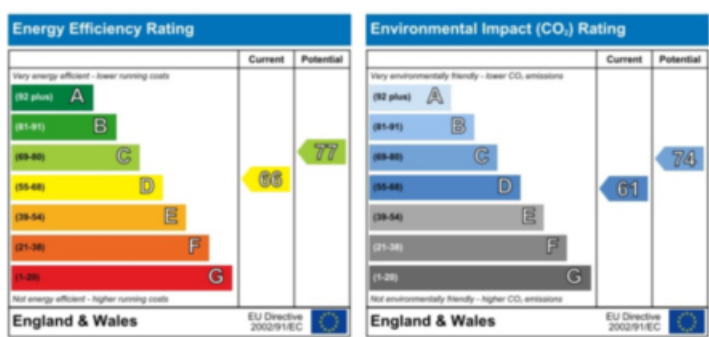 Energy Efficiency Rating
Current Potential
Very energy efficient - lower running costs
(92 plus) A
(81-91) B
(69-80) C
77
(55-68) D
66
(39-54) E
(21-38) F
(1-20) G
Not energy efficient - higher running costs
England & Wales
EU Directive
2002/91/EC
Environmental Impact (CO₂) Rating
Current Potential
Very environmentally friendly - lower CO₂ emissions
(92 plus) A
(81-91) B
(69-80) C
74
(55-68) D
61
(39-54) E
(21-38) F
(1-20) G
Not environmentally friendly - higher CO₂ emissions
England & Wales
EU Directive
2002/91/EC